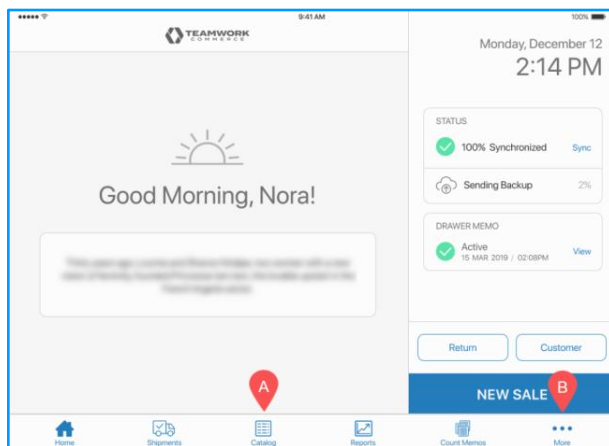 9:41 AM
100%
TEAMWORK
COMMERCE
Monday, December 12
2:14 PM
STATUS
100% Synchronized
Sync
Sending Backup
2%
Good Morning, Nora!
DRAWER MEMO
Active
15 MAR 2019 / 02:08PM
View
Return
Customer
NEW SALE
A
B
Home
Shipments
Catalog
Reports
Count Memos
More